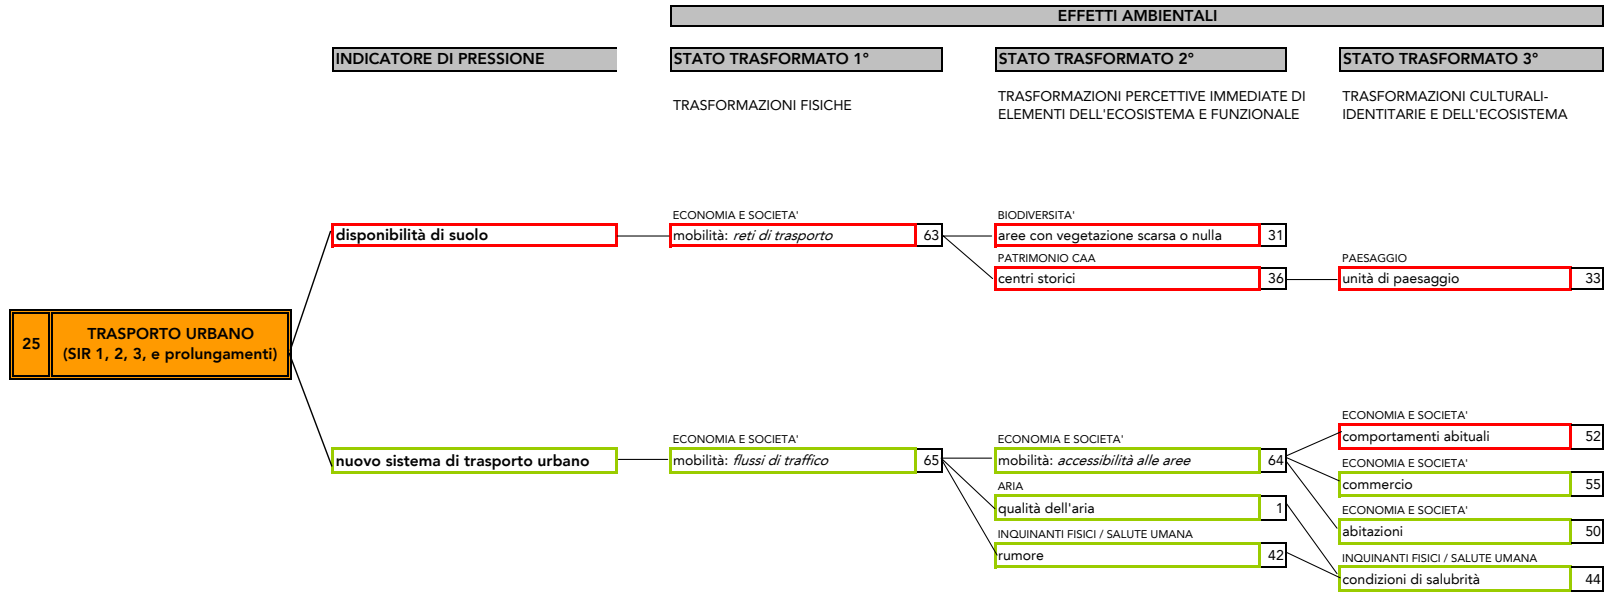 EFFETTI AMBIENTALI
INDICATORE DI PRESSIONE
STATO TRASFORMATO 1°
STATO TRASFORMATO 2°
STATO TRASFORMATO 3°
TRASFORMAZIONI FISICHE
TRASFORMAZIONI PERCETTIVE IMMEDIATE DI
ELEMENTI DELL'ECOSISTEMA E FUNZIONALE
TRASFORMAZIONI CULTURALI-
IDENTITARIE E DELL'ECOSISTEMA
25
TRASPORTO URBANO
(SIR 1, 2, 3, e prolungamenti)
disponibilità di suolo
ECONOMIA E SOCIETA'
mobilità: reti di trasporto 63
BIODIVERSITA'
aree con vegetazione scarsa o nulla 31
PATRIMONIO CAA
centri storici 36
PAESAGGIO
unità di paesaggio 33
nuovo sistema di trasporto urbano
ECONOMIA E SOCIETA'
mobilità: flussi di traffico 65
ECONOMIA E SOCIETA'
mobilità: accessibilità alle aree 64
ARIA
qualità dell'aria 1
INQUINANTI FISICI / SALUTE UMANA
rumore 42
ECONOMIA E SOCIETA'
comportamenti abituali 52
ECONOMIA E SOCIETA'
commercio 55
ECONOMIA E SOCIETA'
abitazioni 50
INQUINANTI FISICI / SALUTE UMANA
condizioni di salubrità 44